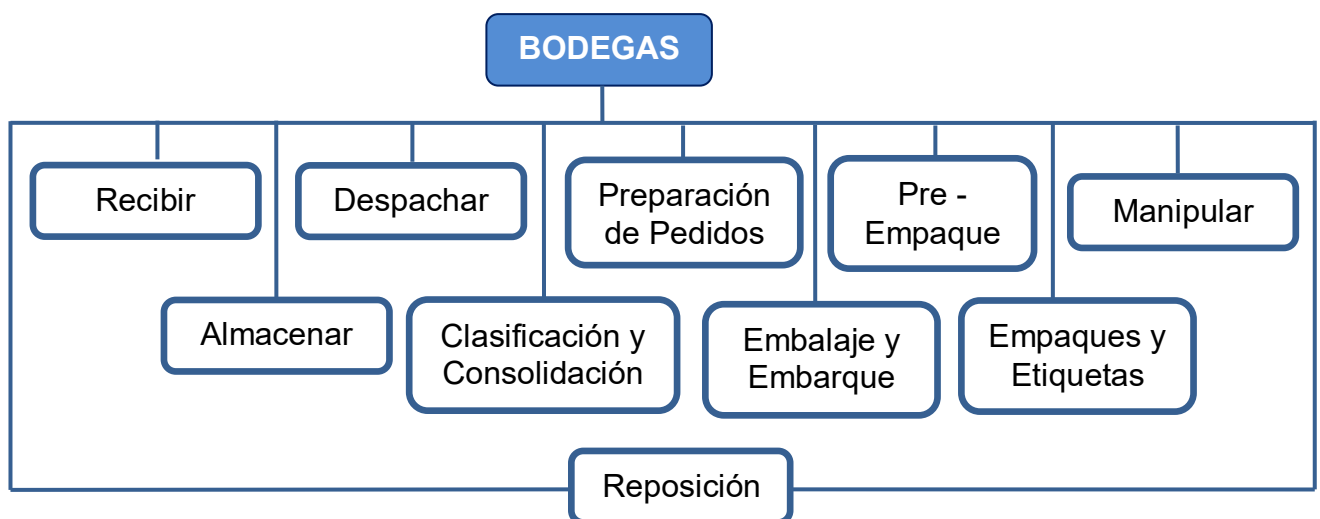 BODEGAS
Recibir
Despachar
Preparación
de Pedidos
Pre -
Empaque
Manipular
Almacenar
Clasificación y
Consolidación
Embalaje y
Embarque
Empaques y
Etiquetas
Reposición